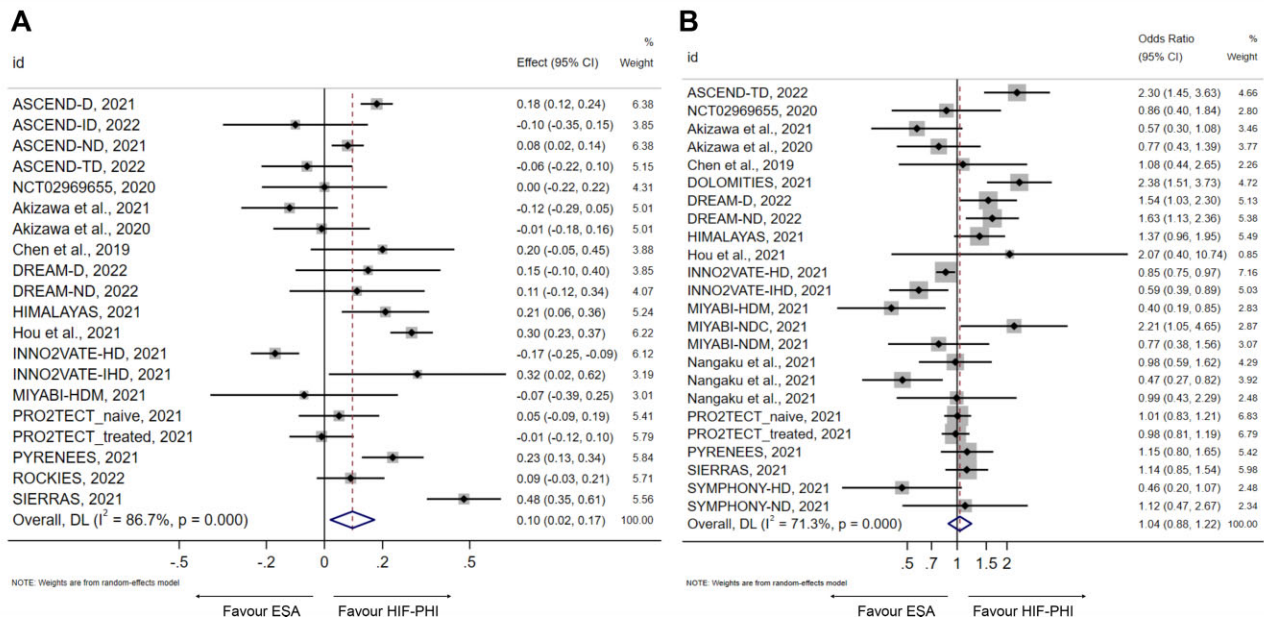 A
%
id
Effect (95% CI)
Weight
ASCEND-D, 2021
0.18 (0.12, 0.24)
6.38
ASCEND-ID, 2022
-0.10 (-0.35, 0.15)
3.85
ASCEND-ND, 2021
0.08 (0.02, 0.14)
6.38
ASCEND-TD, 2022
-0.06 (-0.22, 0.10)
5.15
NCT02969655, 2020
0.00 (-0.22, 0.22)
4.31
Akizawa et al., 2021
-0.12 (-0.29, 0.05)
5.01
Akizawa et al., 2020
-0.01 (-0.18, 0.16)
5.01
Chen et al., 2019
0.20 (-0.05, 0.45)
3.88
DREAM-D, 2022
0.15 (-0.10, 0.40)
3.85
DREAM-ND, 2022
0.11 (-0.12, 0.34)
4.07
HIMALAYAS, 2021
0.21 (0.06, 0.36)
5.24
Hou et al., 2021
0.30 (0.23, 0.37)
6.22
INNO2VATE-HD, 2021
-0.17 (-0.25, -0.09)
6.12
INNO2VATE-IHD, 2021
0.32 (0.02, 0.62)
3.19
MIYABI-HDM, 2021
-0.07 (-0.39, 0.25)
3.01
PRO2TECT_naive, 2021
0.05 (-0.09, 0.19)
5.41
PRO2TECT_treated, 2021
-0.01 (-0.12, 0.10)
5.79
PYRENEES, 2021
0.23 (0.13, 0.34)
5.84
ROCKIES, 2022
0.09 (-0.03, 0.21)
5.71
SIERRAS, 2021
0.48 (0.35, 0.61)
5.56
Overall, DL (I² = 86.7%, p = 0.000)
0.10 (0.02, 0.17)
100.00
-.5
-.2
0
.2
.5
NOTE: Weights are from random-effects model
Favour ESA
Favour HIF-PHI
B
Odds Ratio
%
id
(95% CI)
Weight
ASCEND-TD, 2022
2.30 (1.45, 3.63)
4.66
NCT02969655, 2020
0.86 (0.40, 1.84)
2.80
Akizawa et al., 2021
0.57 (0.30, 1.08)
3.46
Akizawa et al., 2020
0.77 (0.43, 1.39)
3.77
Chen et al. 2019
1.08 (0.44, 2.65)
2.26
DOLOMITIES, 2021
2.38 (1.51, 3.73)
4.72
DREAM-D, 2022
1.54 (1.03, 2.30)
5.13
DREAM-ND, 2022
1.63 (1.13, 2.36)
5.38
HIMALAYAS, 2021
1.37 (0.96, 1.95)
5.49
Hou et al., 2021
2.07 (0.40, 10.74)
0.85
INNO2VATE-HD, 2021
0.85 (0.75, 0.97)
7.16
INNO2VATE-IHD, 2021
0.59 (0.39, 0.89)
5.03
MIYABI-HDM, 2021
0.40 (0.19, 0.85)
2.83
MIYABI-NDC, 2021
2.21 (1.05, 4.65)
2.87
MIYABI-NDM, 2021
0.77 (0.38, 1.56)
3.07
Nangaku et al., 2021
0.98 (0.59, 1.62)
4.29
Nangaku et al., 2021
0.47 (0.27, 0.82)
3.92
Nangaku et al., 2021
0.99 (0.43, 2.29)
2.48
PRO2TECT_naive, 2021
1.01 (0.83, 1.21)
6.83
PRO2TECT_treated, 2021
0.98 (0.81, 1.19)
6.79
PYRENEES, 2021
1.15 (0.80, 1.65)
5.42
SIERRAS, 2021
1.14 (0.85, 1.54)
5.98
SYMPHONY-HD, 2021
0.46 (0.20, 1.07)
2.48
SYMPHONY-ND, 2021
1.12 (0.47, 2.67)
2.34
Overall, DL (I² = 71.3%, p = 0.000)
1.04 (0.88, 1.22)
100.00
.5
.7
1
1.5
2
NOTE: Weights are from random-effects model
Favour ESA
Favour HIF-PHI